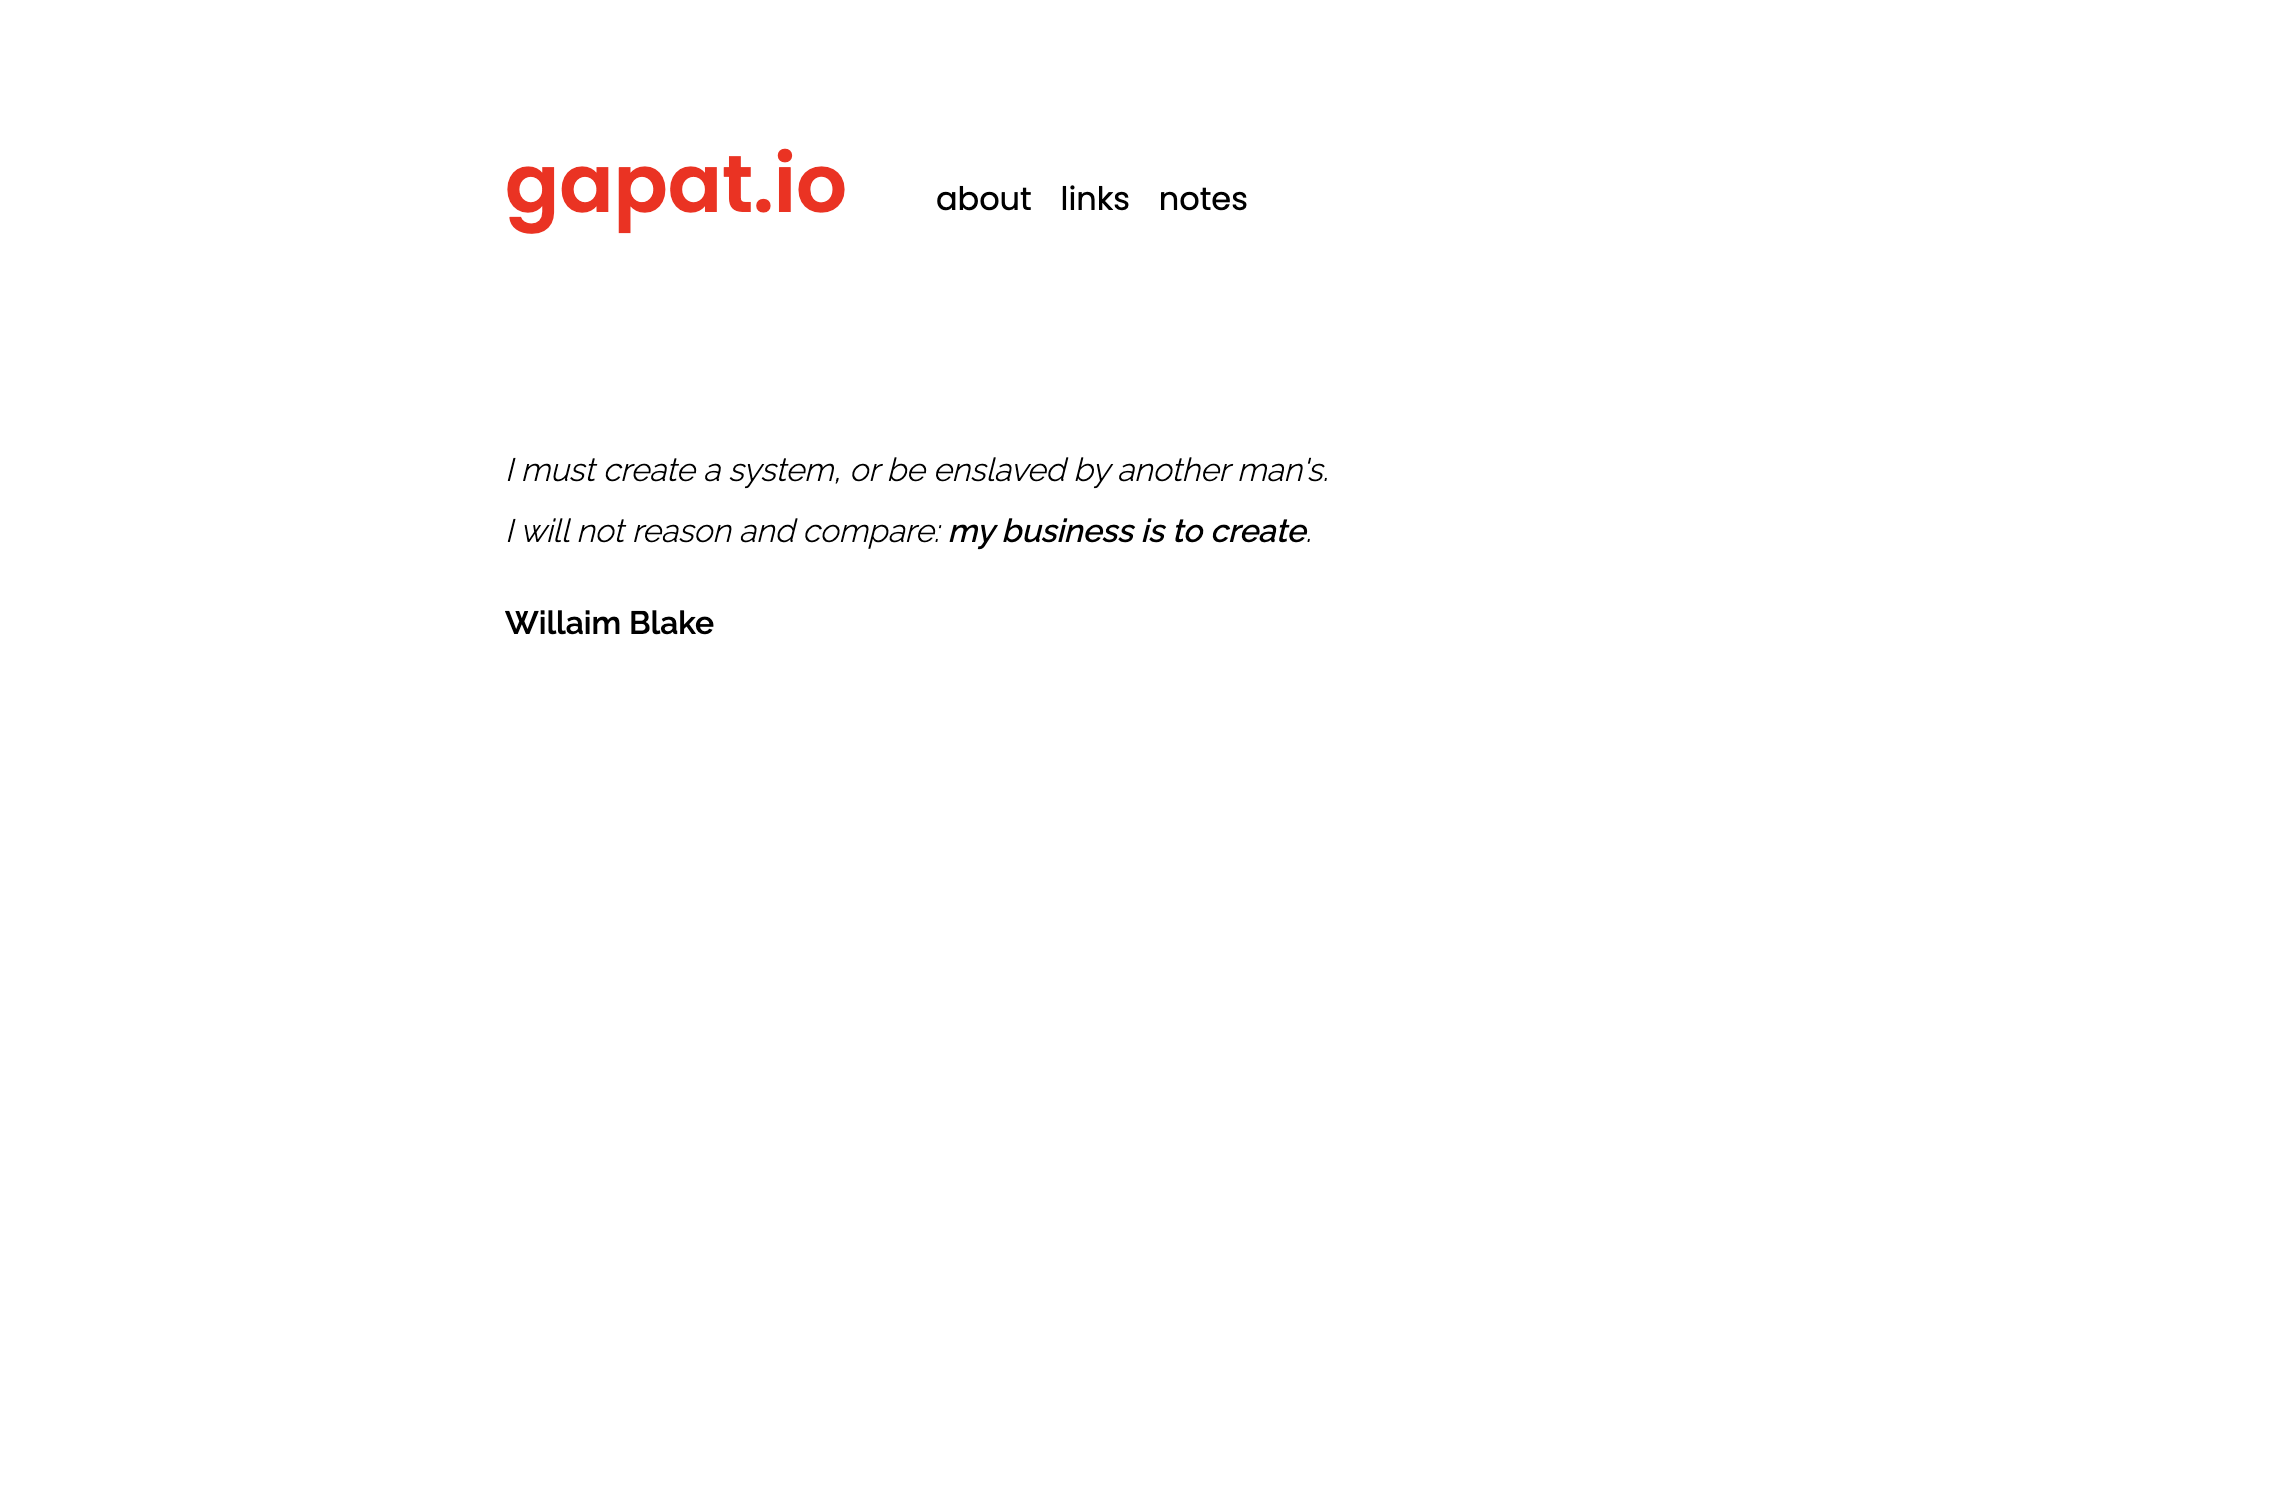 gapat.io about links notes
I must create a system, or be enslaved by another man's.
I will not reason and compare: my business is to create.
Willaim Blake